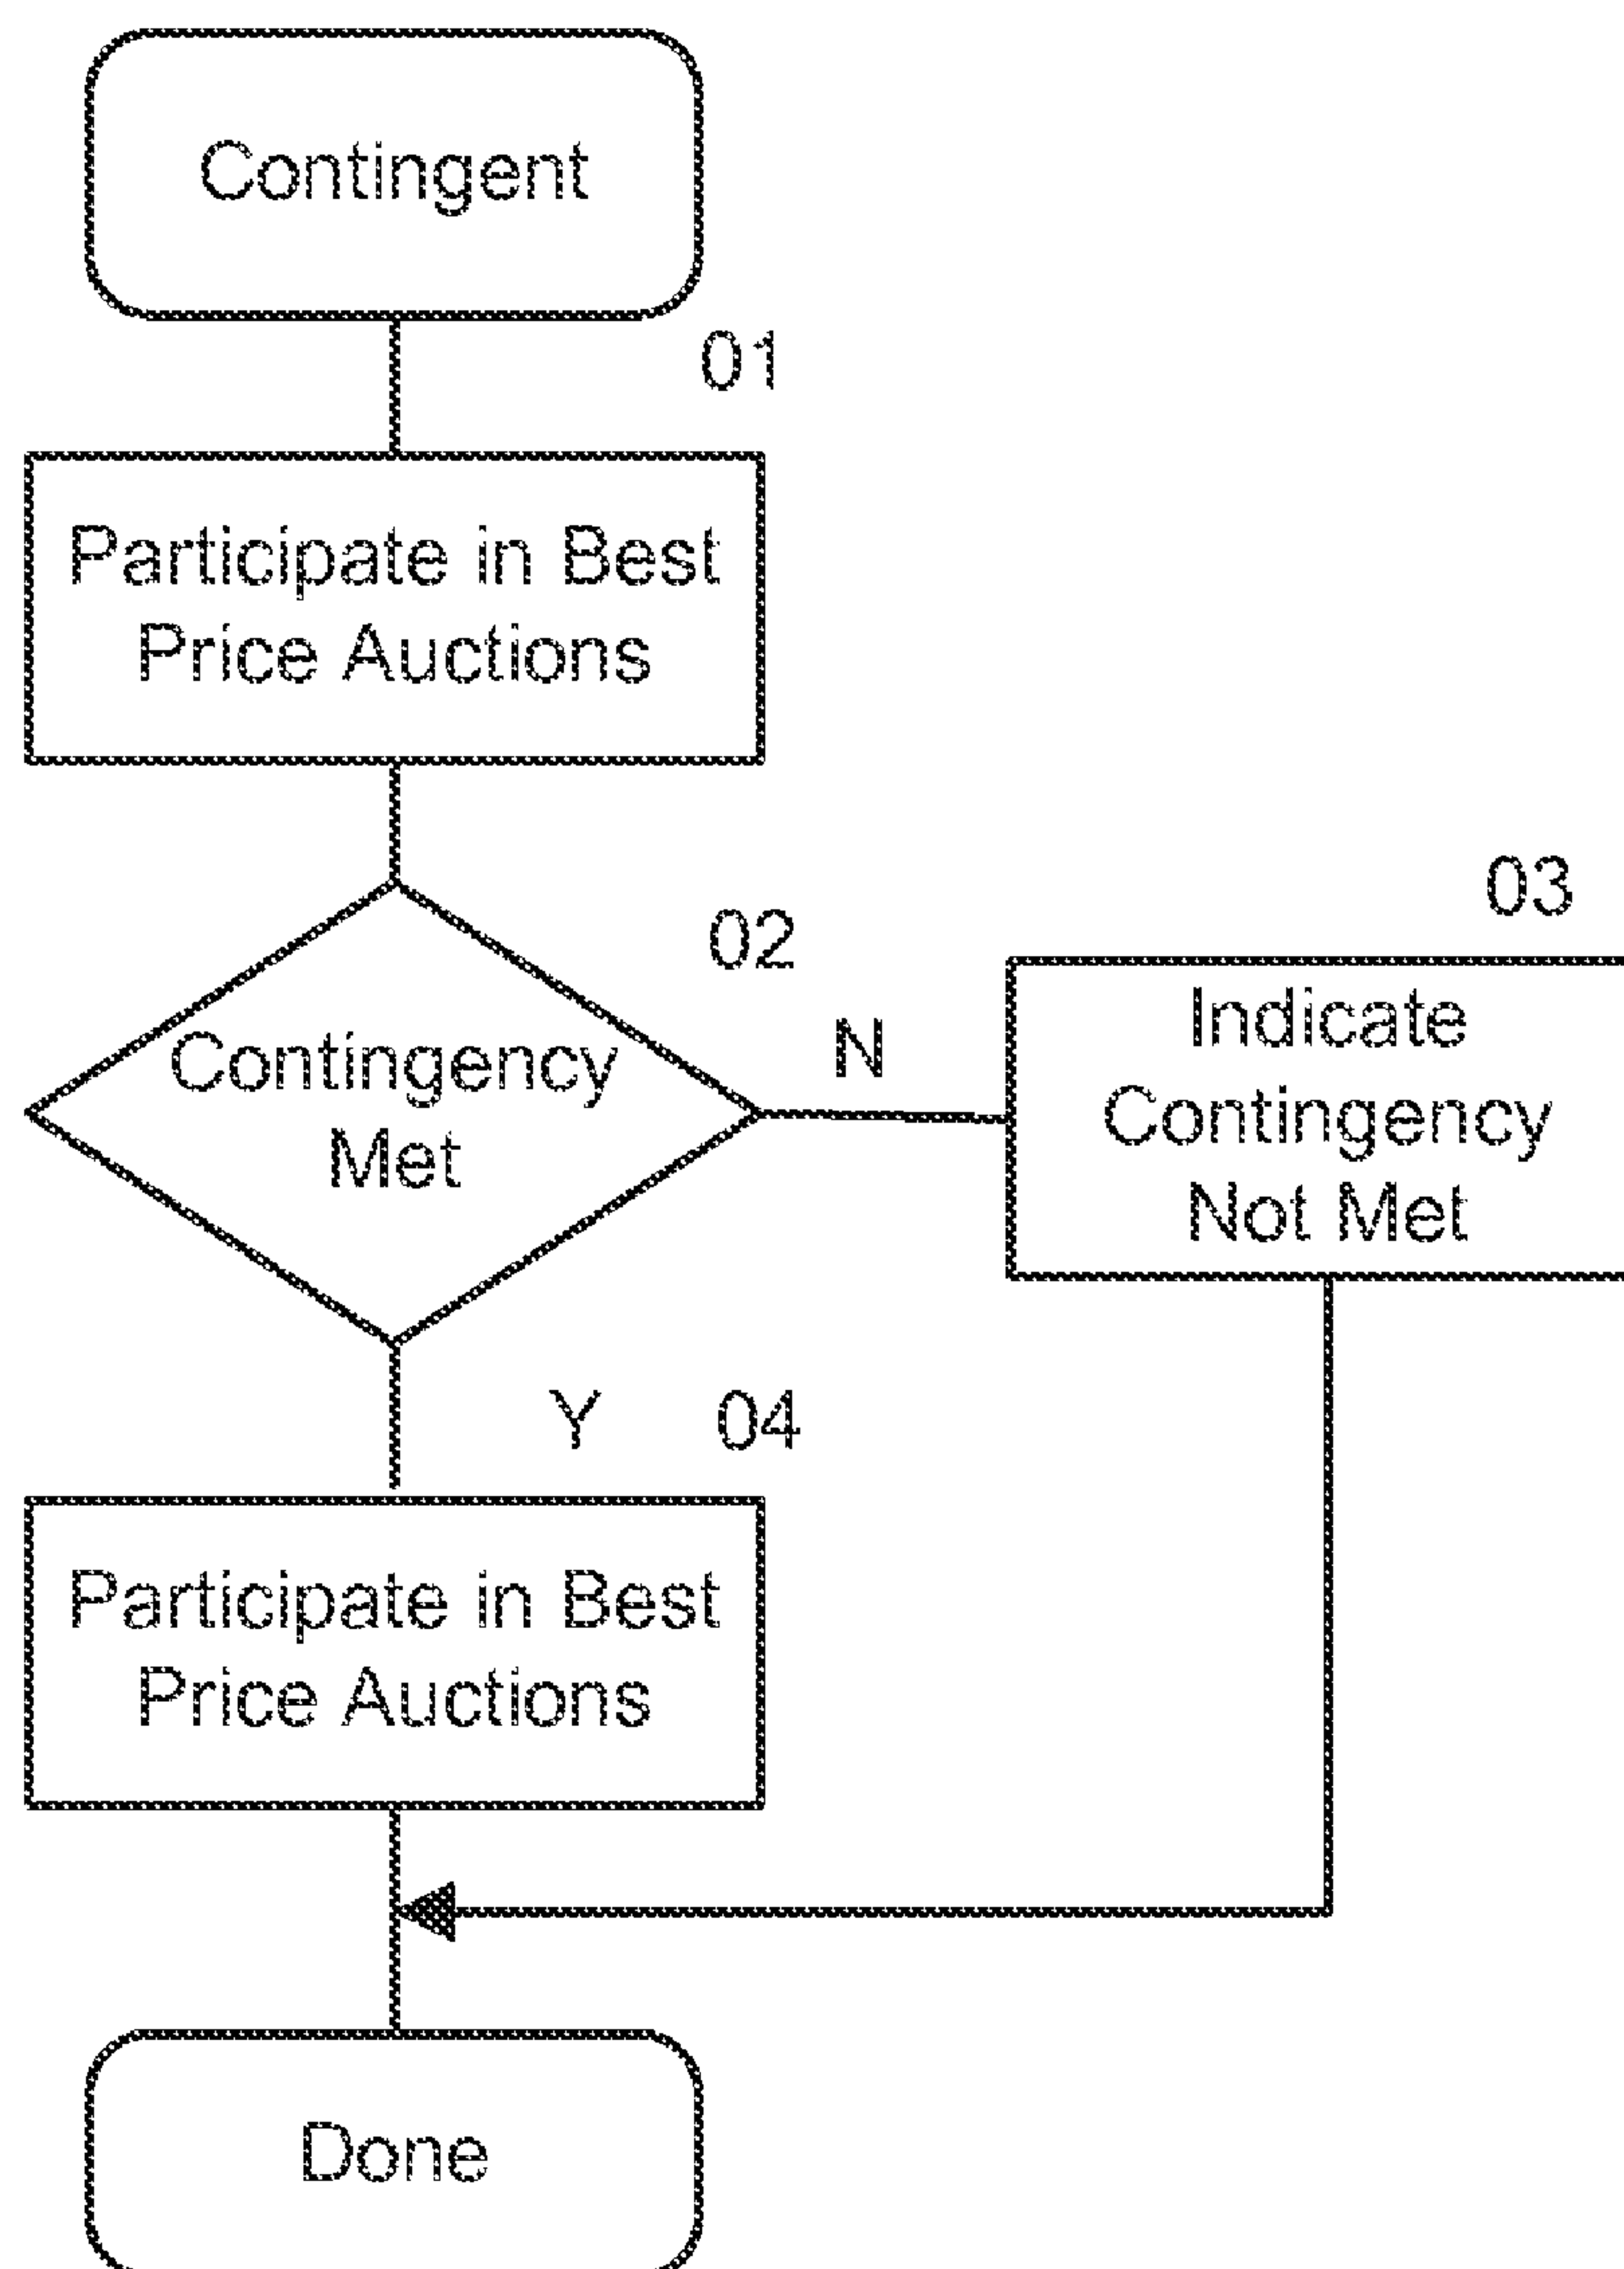 Contingent
01
Participate in Best
Price Auctions
02
Contingency
Met
N
03
Indicate
Contingency
Not Met
Y
04
Participate in Best
Price Auctions
Done